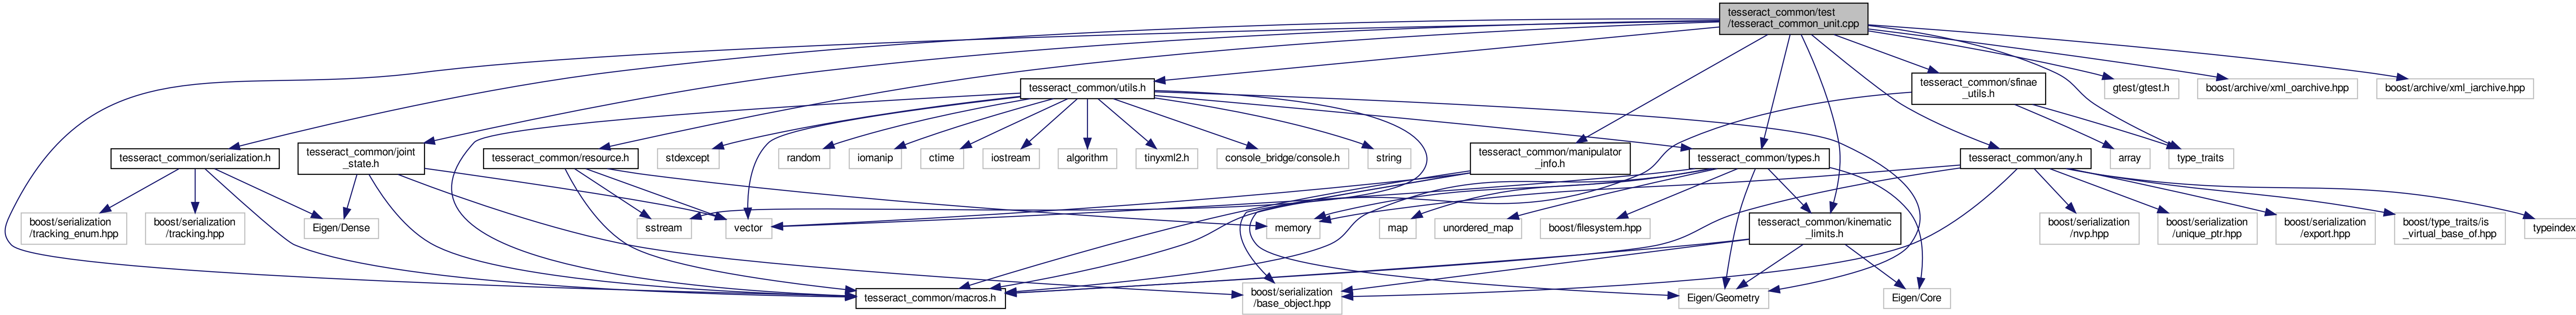 tesseract_common/test
/tesseract_common_unit.cpp
tesseract_common/utils.h
tesseract_common/sfinae
_utils.h
gtest/gtest.h
boost/archive/xml_oarchive.hpp
boost/archive/xml_iarchive.hpp
tesseract_common/serialization.h
tesseract_common/joint
_state.h
tesseract_common/resource.h
stdexcept
random
iomanip
ctime
iostream
algorithm
tinyxml2.h
console_bridge/console.h
string
tesseract_common/manipulator
_info.h
tesseract_common/types.h
tesseract_common/any.h
array
type_traits
boost/serialization
/tracking_enum.hpp
boost/serialization
/tracking.hpp
Eigen/Dense
sstream
vector
memory
map
unordered_map
boost/filesystem.hpp
tesseract_common/kinematic
_limits.h
boost/serialization
/nvp.hpp
boost/serialization
/unique_ptr.hpp
boost/serialization
/export.hpp
boost/type_traits/is
_virtual_base_of.hpp
typeindex
tesseract_common/macros.h
boost/serialization
/base_object.hpp
Eigen/Geometry
Eigen/Core